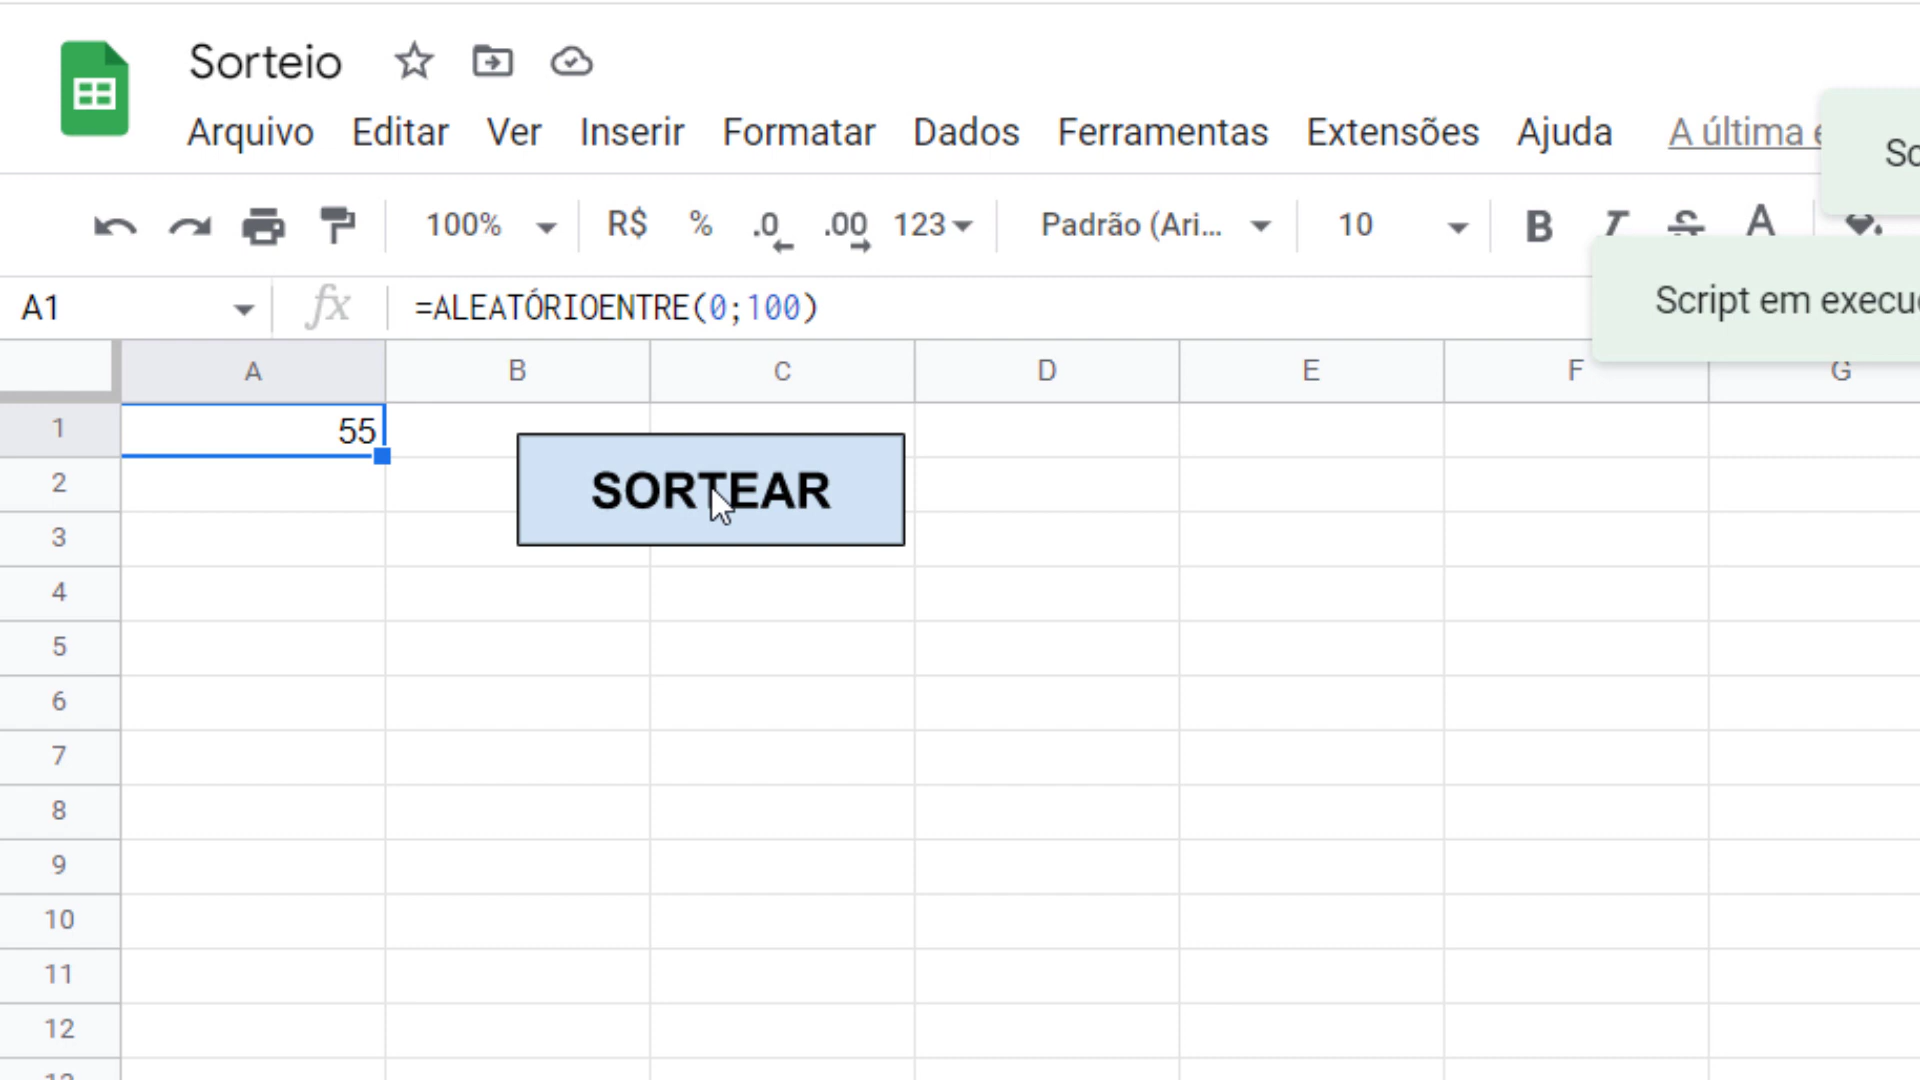 Sorteio
Arquivo Editar Ver Inserir Formatar Dados Ferramentas Extensões Ajuda A última
100% R$ % .0 .00 123 Padrão (Ari... 10 B I S A
A1 fx =ALEATÓRIOENTRE(0;100)
Script em execu
A B C D E F G
1 55
SORTEAR
2
3
4
5
6
7
8
9
10
11
12